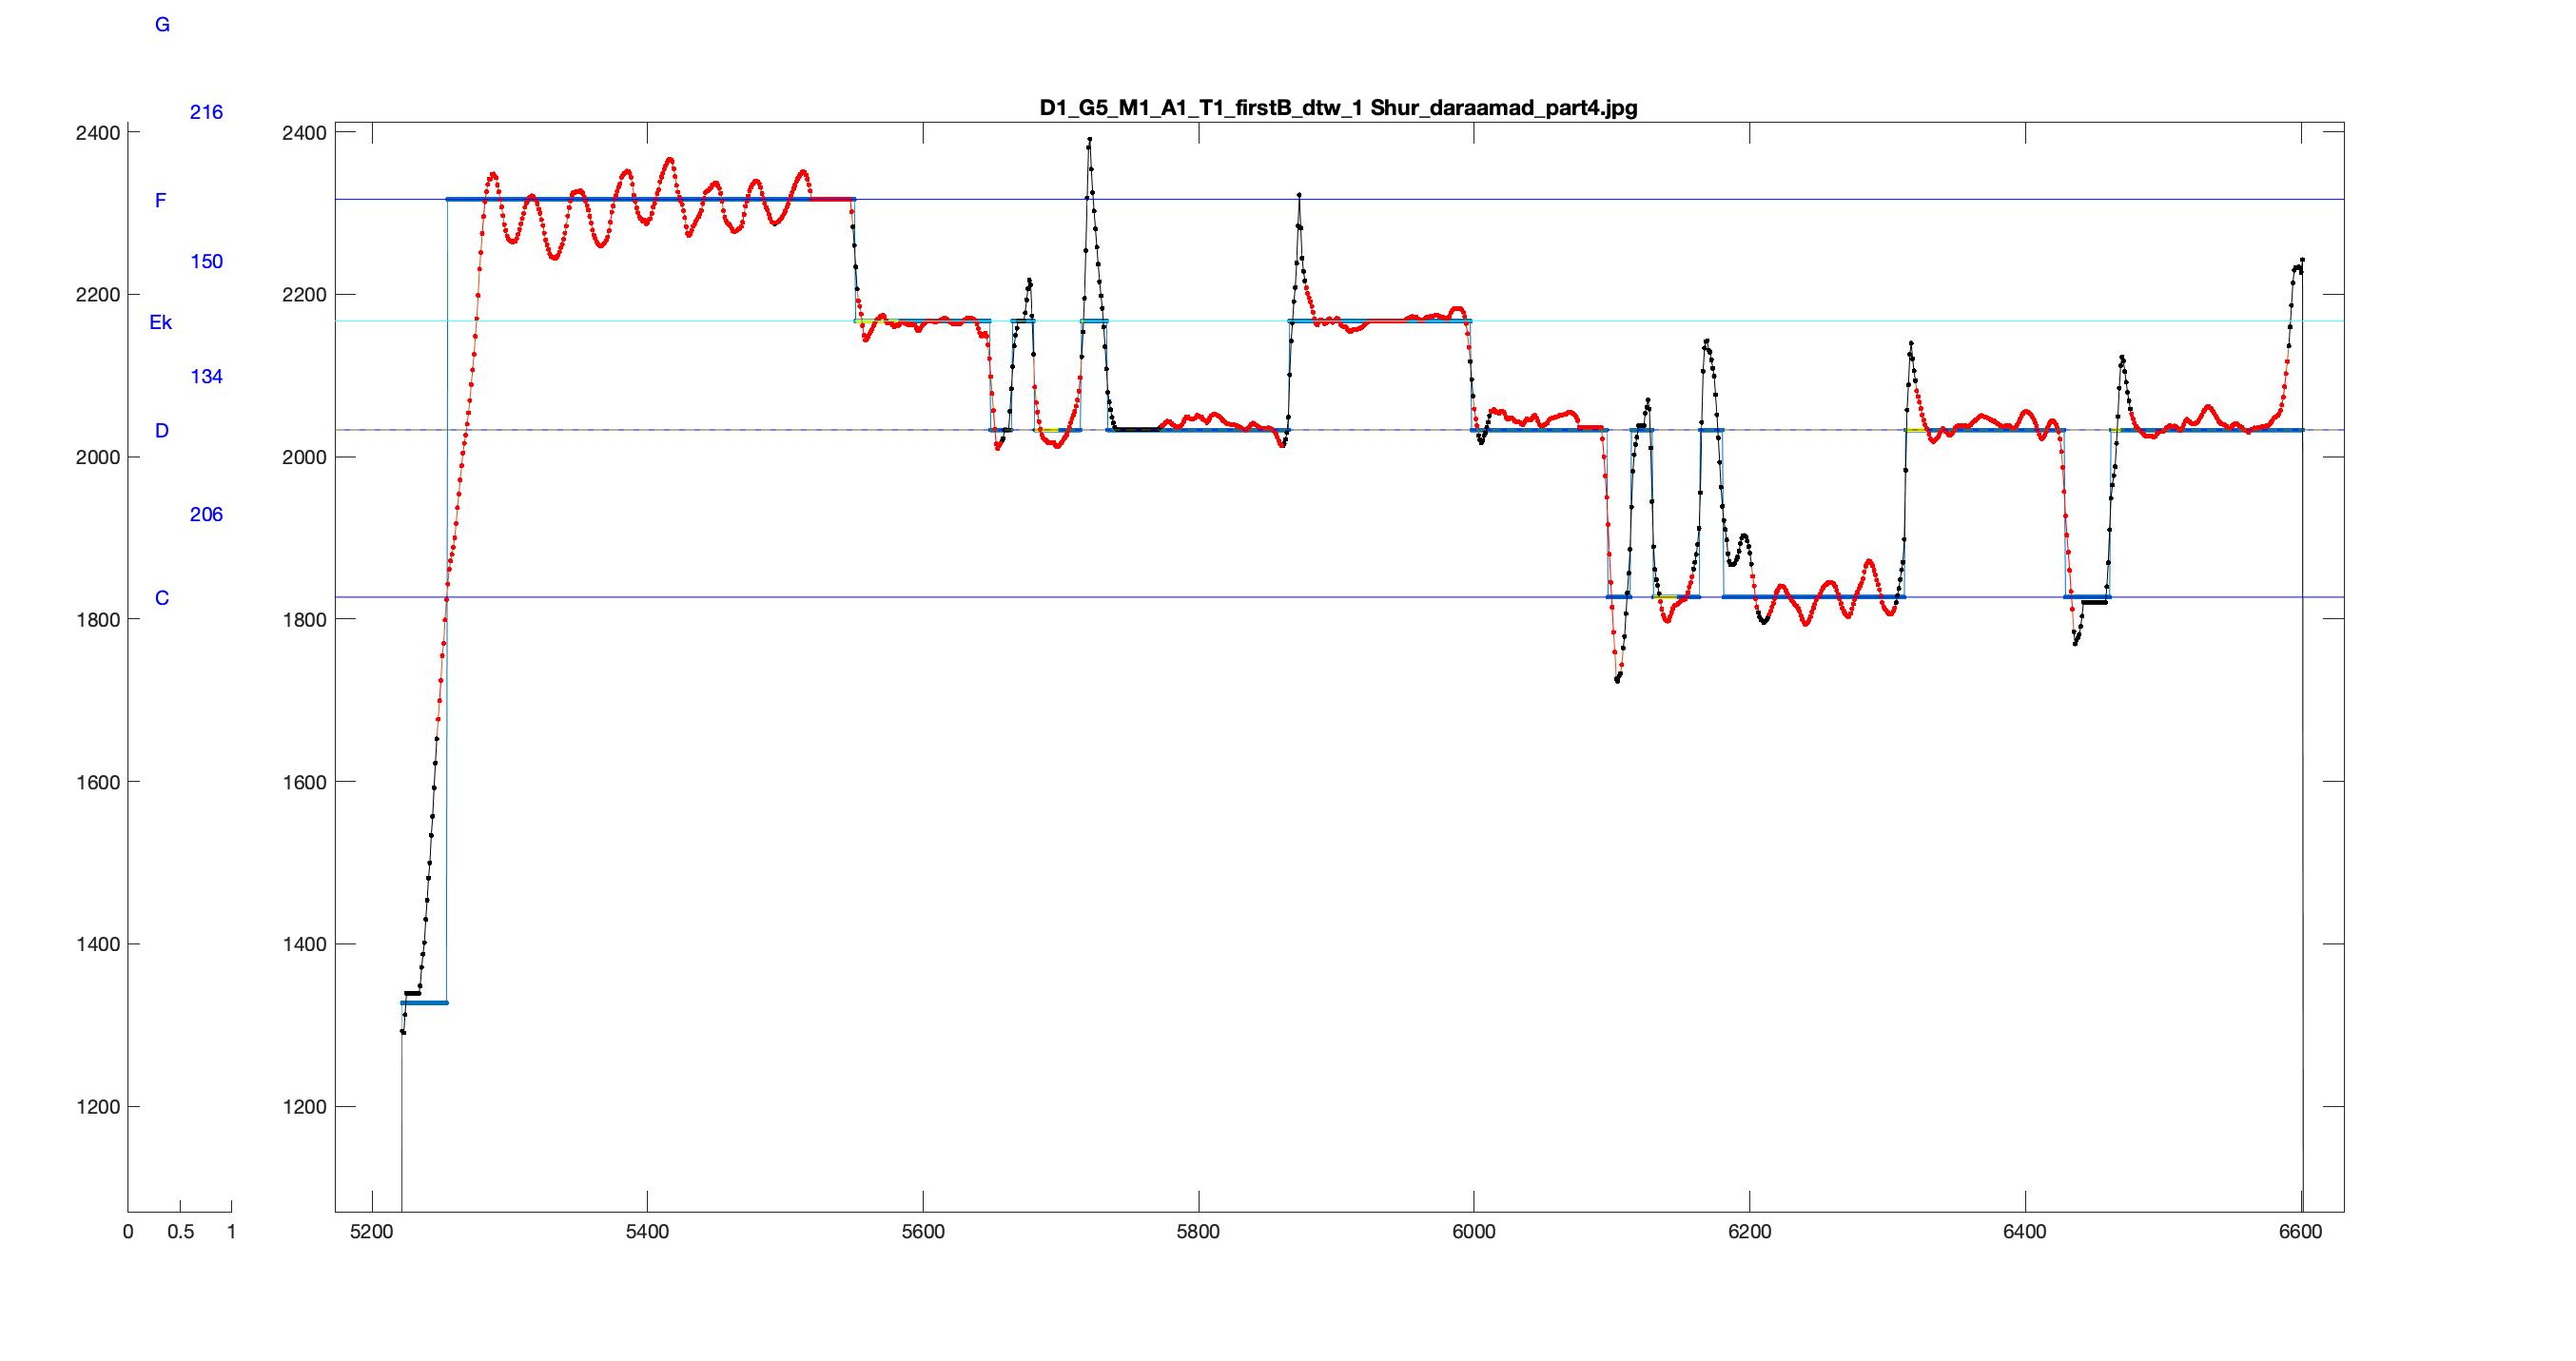 G
216
D1_G5_M1_A1_T1_firstB_dtw_1 Shur_daraamad_part4.jpg
2400 2400
F
150
2200 2200
Ek
134
D
2000 2000
206
C
1800 1800
1600 1600
1400 1400
1200 1200
0 0.5 1 5200 5400 5600 5800 6000 6200 6400 6600